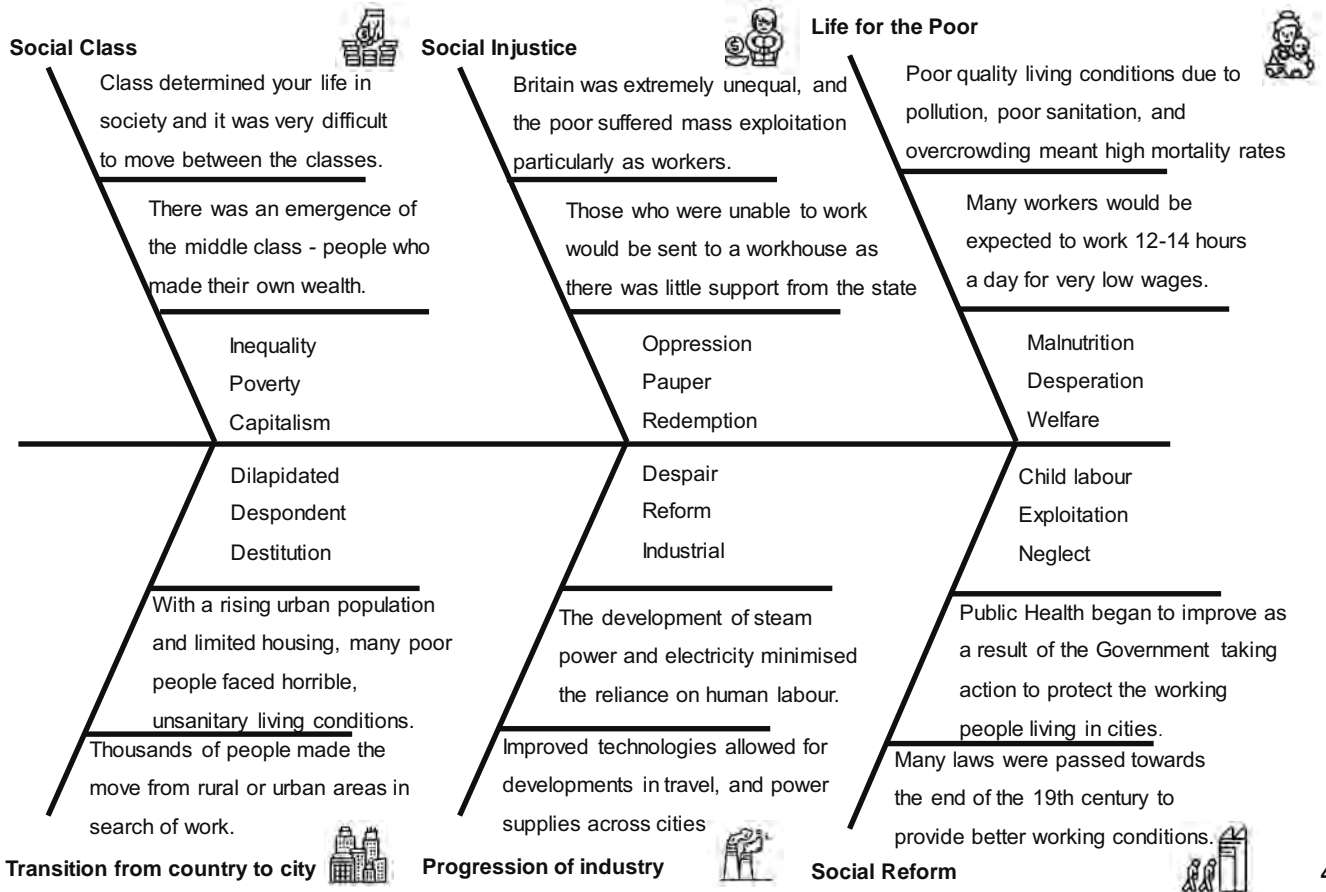 Social Class
Class determined your life in
society and it was very difficult
to move between the classes.
There was an emergence of
the middle class - people who
made their own wealth.
Inequality
Poverty
Capitalism
Social Injustice
Britain was extremely unequal, and
the poor suffered mass exploitation
particularly as workers.
Those who were unable to work
would be sent to a workhouse as
there was little support from the state
Oppression
Pauper
Redemption
Life for the Poor
Poor quality living conditions due to
pollution, poor sanitation, and
overcrowding meant high mortality rates
Many workers would be
expected to work 12-14 hours
a day for very low wages.
Malnutrition
Desperation
Welfare
Dilapidated
Despondent
Destitution
With a rising urban population
and limited housing, many poor
people faced horrible,
unsanitary living conditions.
Thousands of people made the
move from rural or urban areas in
search of work.
Transition from country to city
Despair
Reform
Industrial
The development of steam
power and electricity minimised
the reliance on human labour.
Improved technologies allowed for
developments in travel, and power
supplies across cities
Progression of industry
Child labour
Exploitation
Neglect
Public Health began to improve as
a result of the Government taking
action to protect the working
people living in cities.
Many laws were passed towards
the end of the 19th century to
provide better working conditions.
Social Reform